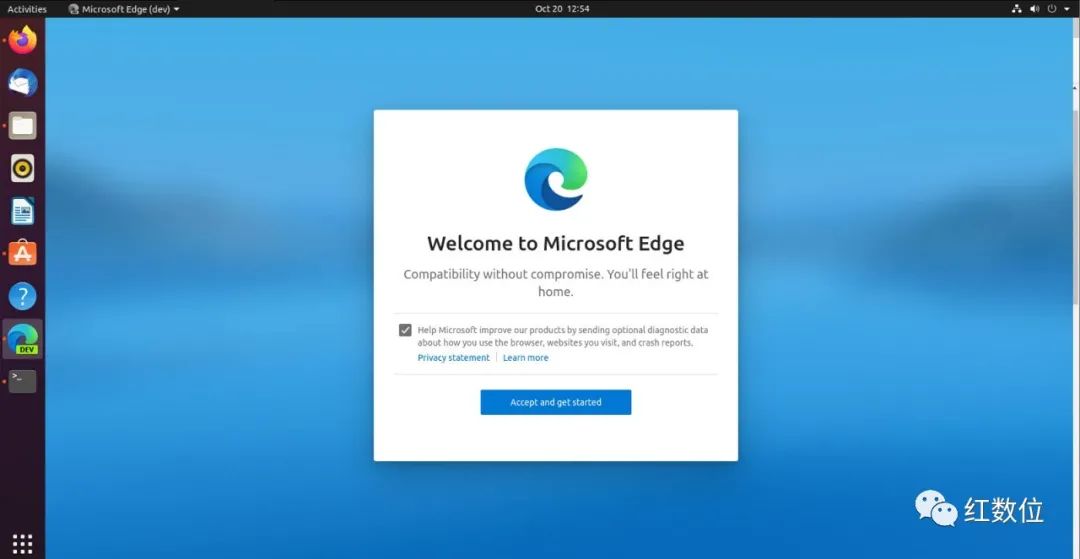 Activities
Microsoft Edge (dev)
Oct 20 12:54
Welcome to Microsoft Edge
Compatibility without compromise. You'll feel right at
home.
Help Microsoft improve our products by sending optional diagnostic data
about how you use the browser, websites you visit, and crash reports.
Privacy statement | Learn more
Accept and get started
?
DEV
>_
红数位